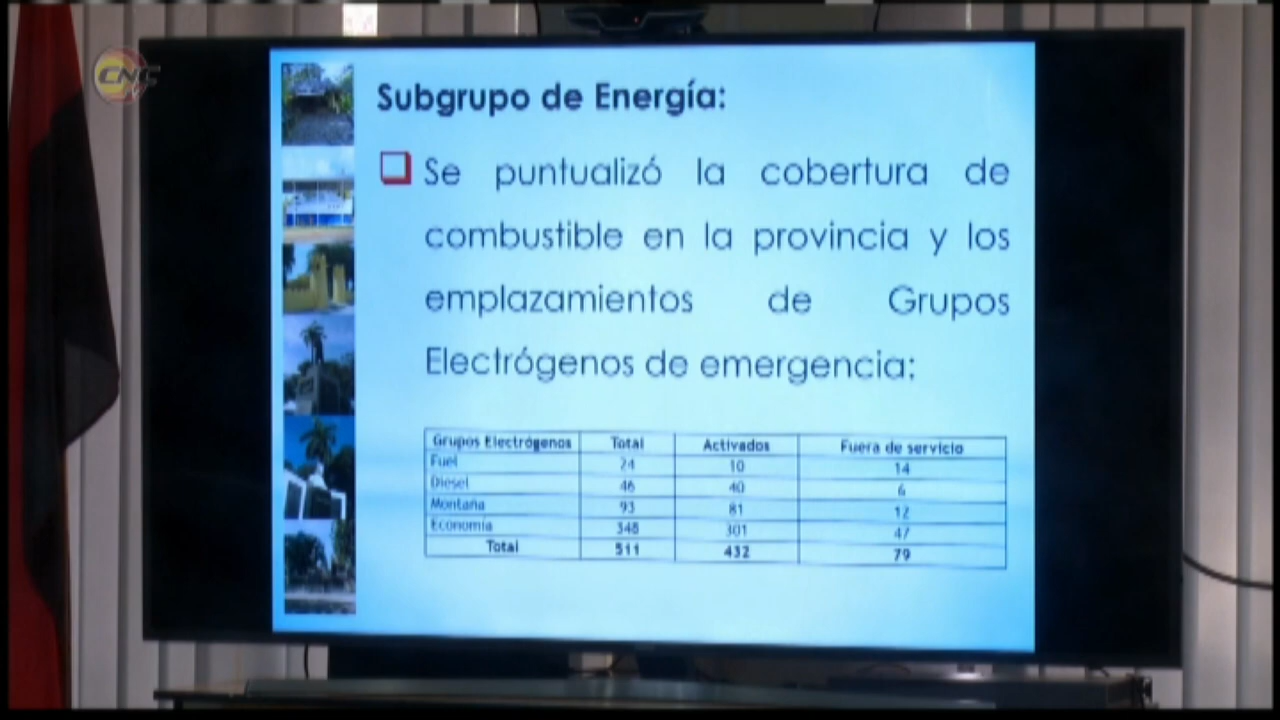 CNC
Subgrupo de Energía:
Se puntualizó la cobertura de
combustible en la provincia y los
emplazamientos de Grupos
Electrógenos de emergencia:
Grupos Electrógenos Total Activados Fuera de servicio
Fuel 24 10 14
Diesel 46 40 6
Montaña 93 81 12
Economía 348 301 47
Total 511 432 79